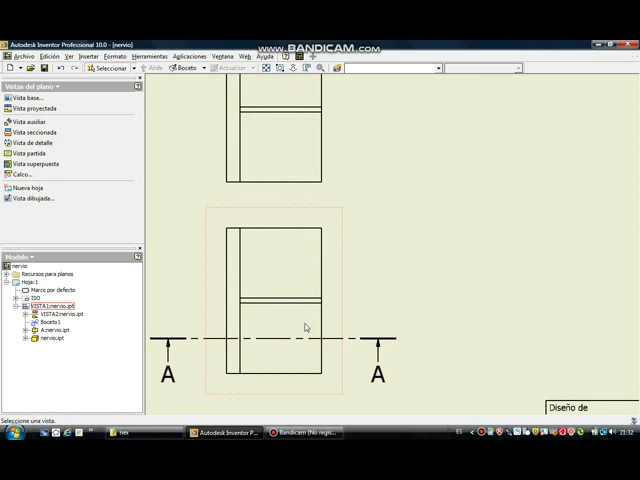 Autodesk Inventor Professional 10.0 - [nervio]
WWW.BANDICAM.COM
Archivo Edición Ver Insertar Formato Herramientas Aplicaciones Ventana Web Ayuda
Seleccionar Atrás Boceto Actualizar
Vistas del plano
Vista base...
Vista proyectada
Vista auxiliar
Vista seccionada
Vista de detalle
Vista partida
Vista superpuesta
Calco...
Nueva hoja
Vista dibujada...
Modelo
nervio
Recursos para planos
Hoja:1
Marco por defecto
ISO
VISTA1:nervio.ipt
VISTA2:nervio.ipt
Boceto1
A:nervio.ipt
nervio.ipt
A
A
Diseño de
Seleccione una vista.
nex
Autodesk Inventor P...
Bandicam [No regis...
ES
21:32